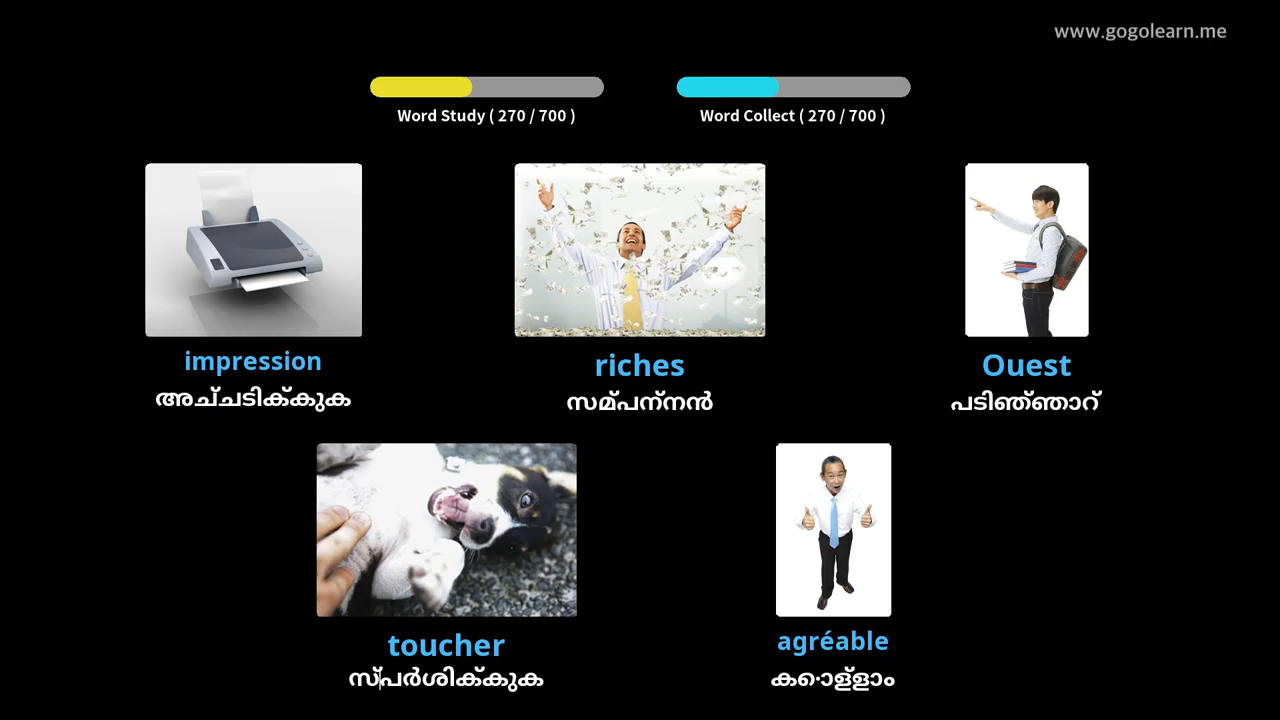 www.gogolearn.me
Word Study ( 270 / 700 )
Word Collect ( 270 / 700 )
impression
riches
Ouest
അച്ചടിക്കുക
സമ്പന്നൻ
പടിഞ്ഞാറ്
toucher
agréable
സ്പർശിക്കുക
കൊള്ളാം